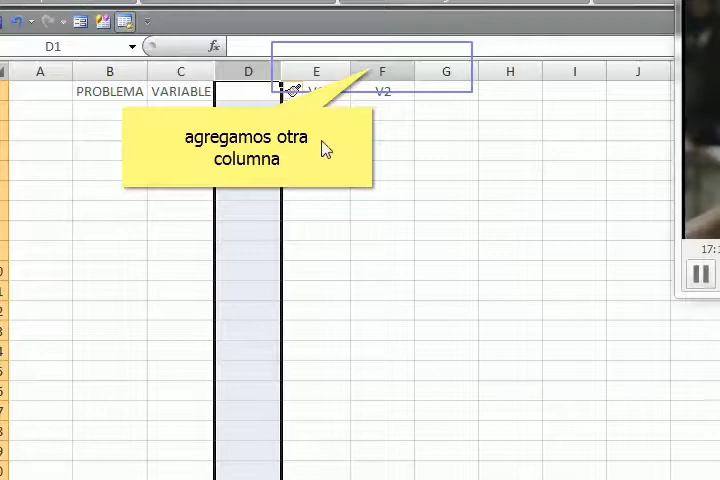 D1
fx
A B C D E F G H I J
PROBLEMA VARIABLE V2
agregamos otra
columna